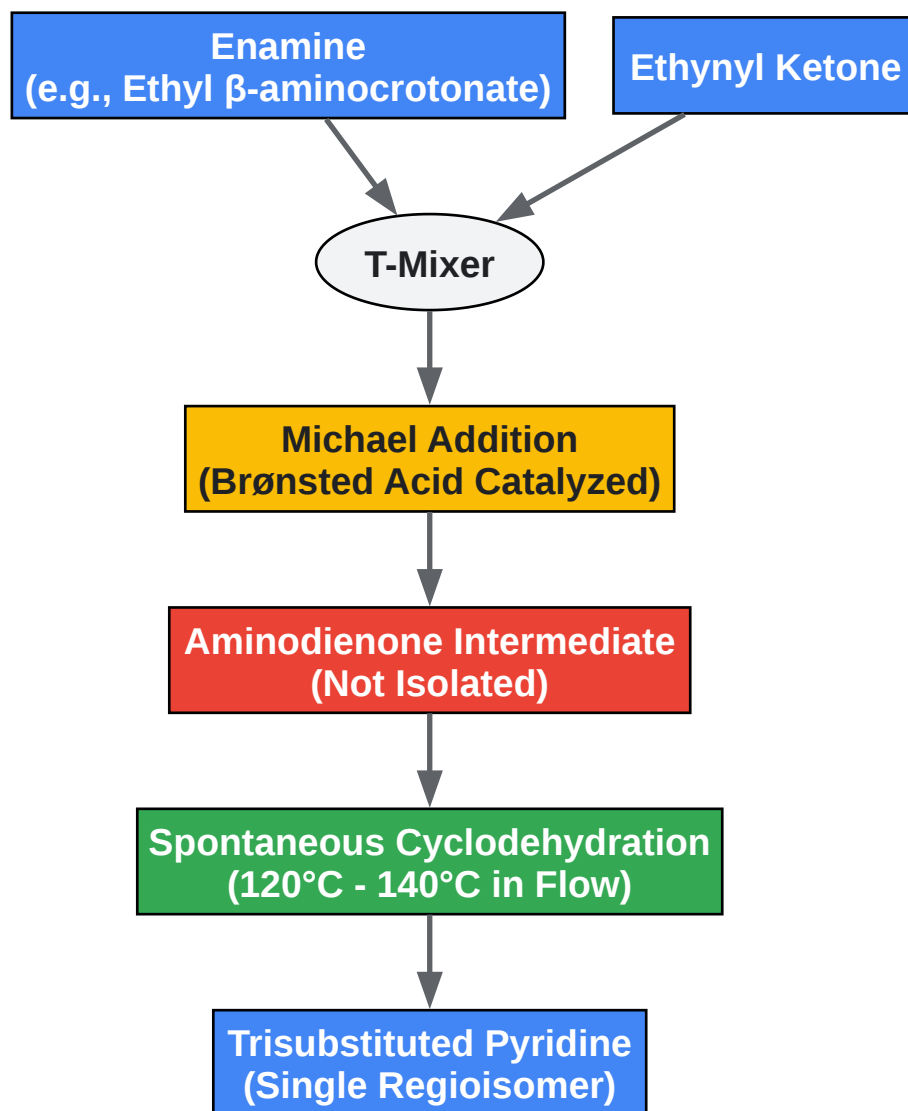 Enamine
(e.g., Ethyl β-aminocrotonate)
Ethynyl Ketone
T-Mixer
Michael Addition
(Brønsted Acid Catalyzed)
Aminodienone Intermediate
(Not Isolated)
Spontaneous Cyclodehydration
(120°C - 140°C in Flow)
Trisubstituted Pyridine
(Single Regioisomer)